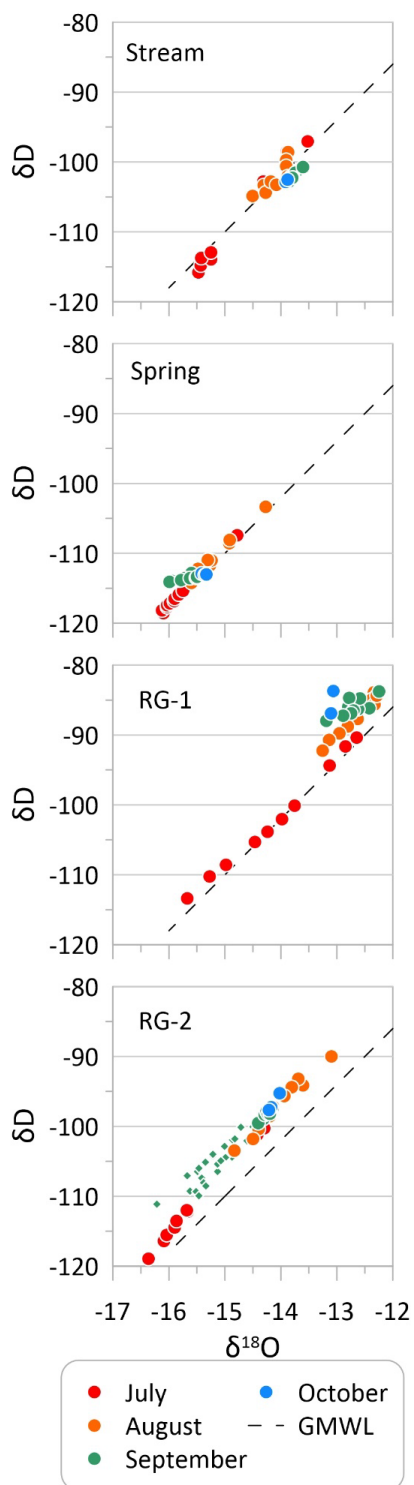 -80
Stream
-90
δD
-100
-110
-120
-80
Spring
-90
δD
-100
-110
-120
-80
RG-1
-90
δD
-100
-110
-120
-80
RG-2
-90
δD
-100
-110
-120
-17 -16 -15 -14 -13 -12
δ¹⁸O
July October
August GMWL
September